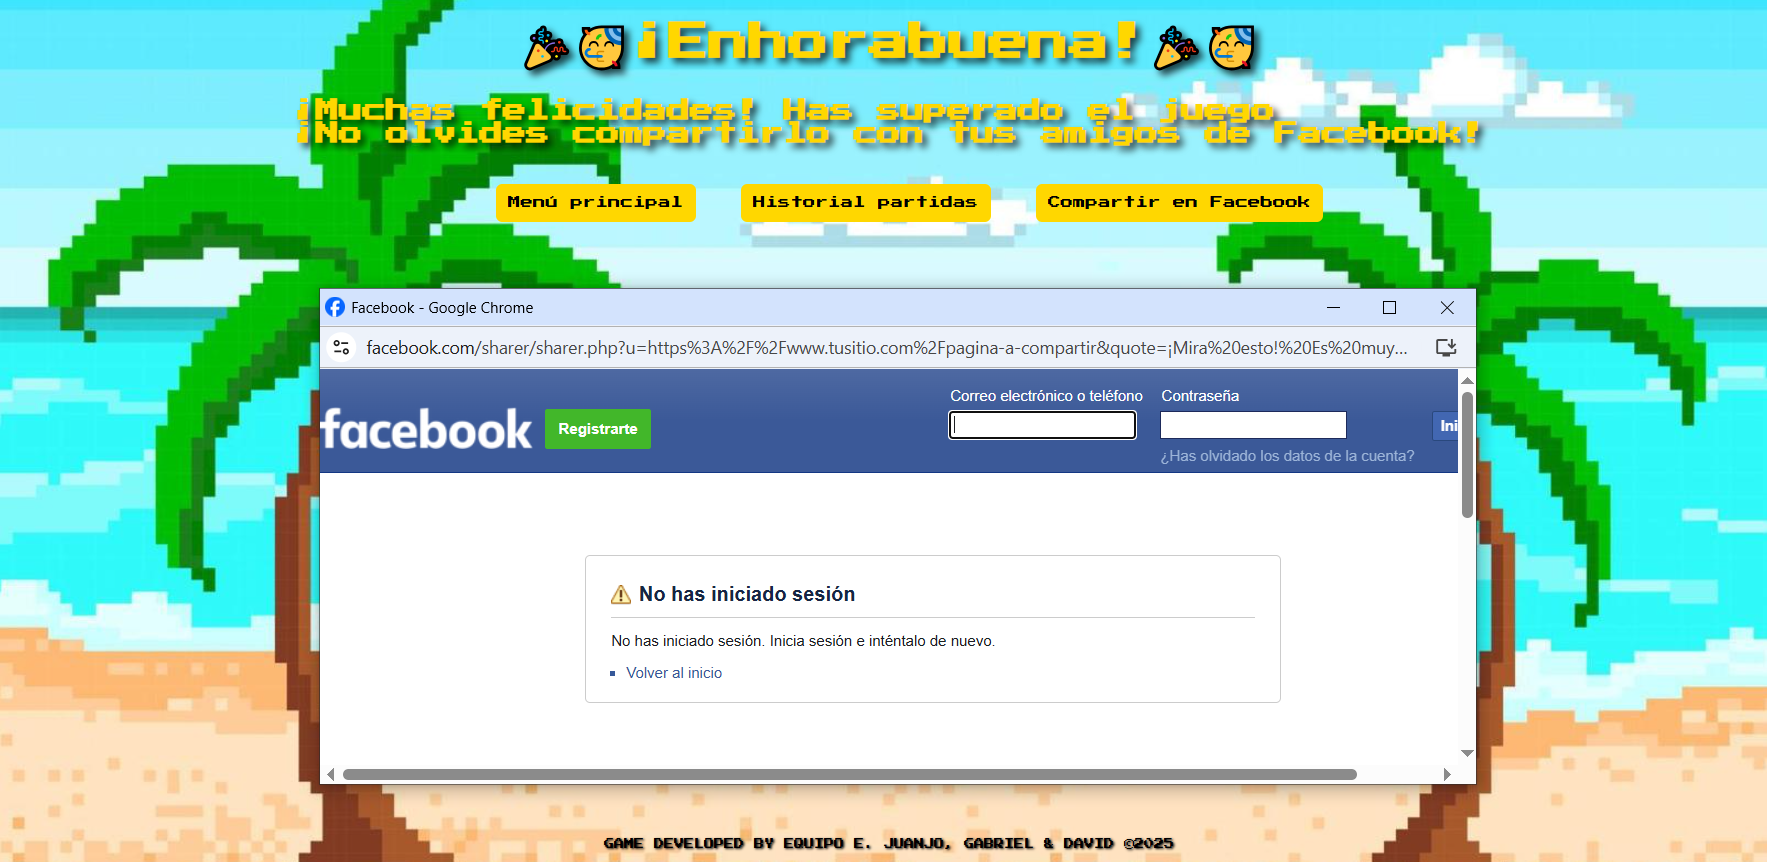 ¡Enhorabuena!
¡Muchas felicidades! Has superado el juego
¡No olvides compartirlo con tus amigos de Facebook!
Menú principal
Historial partidas
Compartir en Facebook
Facebook - Google Chrome
facebook.com/sharer/sharer.php?u=https%3A%2F%2Fwww.tusitio.com%2Fpagina-a-compartir&quote=¡Mira%20esto!%20Es%20muy...
Correo electrónico o teléfono
Contraseña
facebook
Registrarte
Ini
¿Has olvidado los datos de la cuenta?
No has iniciado sesión
No has iniciado sesión. Inicia sesión e inténtalo de nuevo.
Volver al inicio
GAME DEVELOPED BY EQUIPO E. JUANJO, GABRIEL & DAVID ©2025